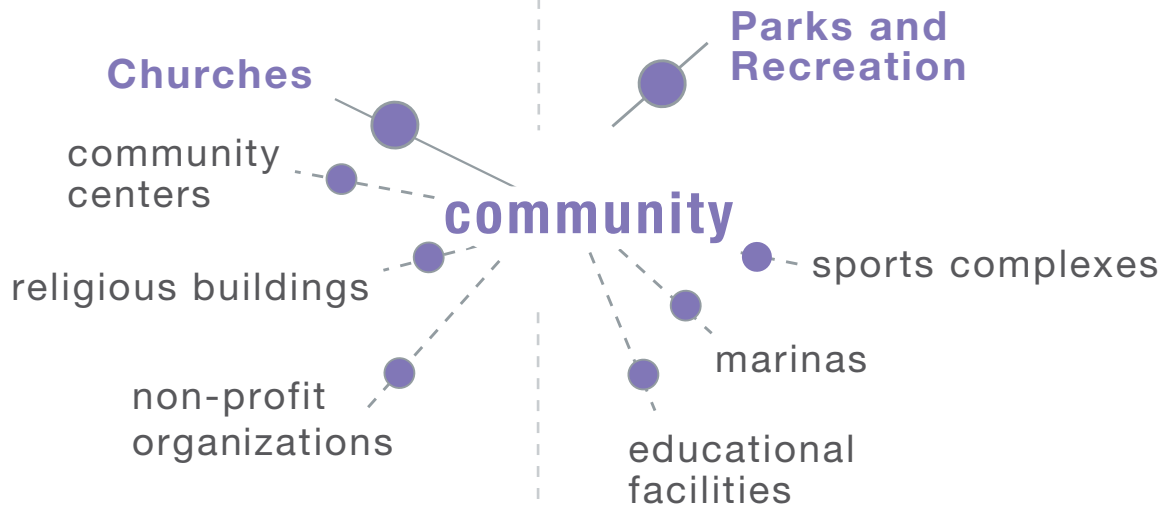 Parks and
Recreation
Churches
community
centers
community
sports complexes
religious buildings
marinas
non-profit
organizations
educational
facilities